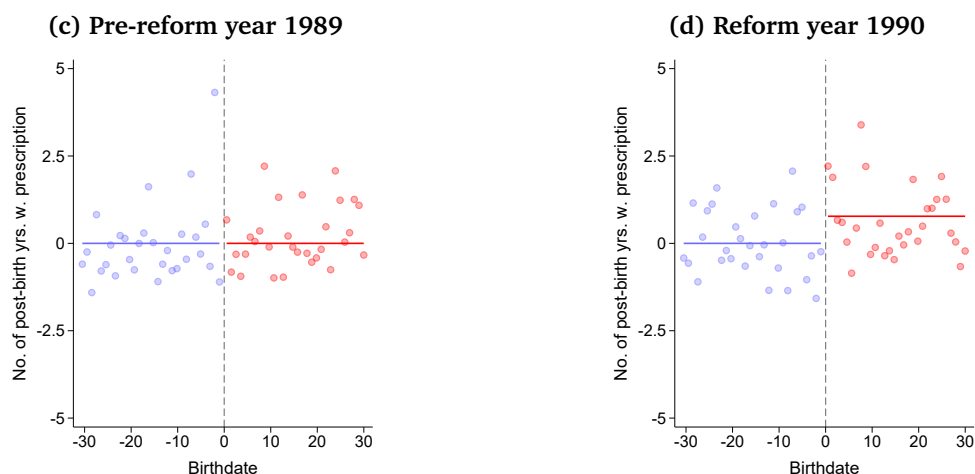 (c) Pre-reform year 1989
No. of post-birth yrs. w. prescription
5
2.5
0
-2.5
-5
-30 -20 -10 0 10 20 30
Birthdate
(d) Reform year 1990
No. of post-birth yrs. w. prescription
5
2.5
0
-2.5
-5
-30 -20 -10 0 10 20 30
Birthdate